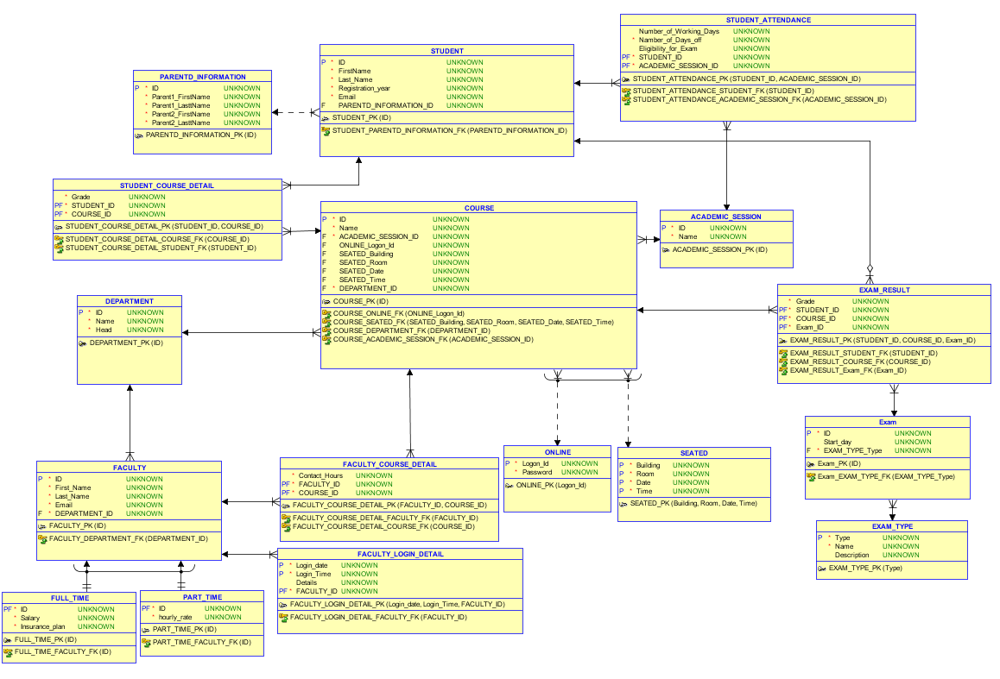 STUDENT_ATTENDANCE
Number_of_Working_Days UNKNOWN
* Namber_of_Days_off UNKNOWN
Eligibility_for_Exam UNKNOWN
PF * STUDENT_ID UNKNOWN
PF * ACADEMIC_SESSION_ID UNKNOWN
STUDENT_ATTENDANCE_PK (STUDENT_ID, ACADEMIC_SESSION_ID)
STUDENT_ATTENDANCE_STUDENT_FK (STUDENT_ID)
STUDENT_ATTENDANCE_ACADEMIC_SESSION_FK (ACADEMIC_SESSION_ID)
STUDENT
P * ID UNKNOWN
* FirstName UNKNOWN
* Last_Name UNKNOWN
* Registration_year UNKNOWN
* Email UNKNOWN
F PARENTD_INFORMATION_ID UNKNOWN
STUDENT_PK (ID)
STUDENT_PARENTD_INFORMATION_FK (PARENTD_INFORMATION_ID)
PARENTD_INFORMATION
P * ID UNKNOWN
* Parent1_FirstName UNKNOWN
* Parent1_LasttName UNKNOWN
* Parent2_FirstName UNKNOWN
* Parent2_LasttName UNKNOWN
PARENTD_INFORMATION_PK (ID)
STUDENT_COURSE_DETAIL
* Grade UNKNOWN
PF * STUDENT_ID UNKNOWN
PF * COURSE_ID UNKNOWN
STUDENT_COURSE_DETAIL_PK (STUDENT_ID, COURSE_ID)
STUDENT_COURSE_DETAIL_COURSE_FK (COURSE_ID)
STUDENT_COURSE_DETAIL_STUDENT_FK (STUDENT_ID)
COURSE
P * ID UNKNOWN
* Name UNKNOWN
F * ACADEMIC_SESSION_ID UNKNOWN
F ONLINE_Logon_Id UNKNOWN
F SEATED_Building UNKNOWN
F SEATED_Room UNKNOWN
F SEATED_Date UNKNOWN
F SEATED_Time UNKNOWN
F * DEPARTMENT_ID UNKNOWN
COURSE_PK (ID)
COURSE_ONLINE_FK (ONLINE_Logon_Id)
COURSE_SEATED_FK (SEATED_Building, SEATED_Room, SEATED_Date, SEATED_Time)
COURSE_DEPARTMENT_FK (DEPARTMENT_ID)
COURSE_ACADEMIC_SESSION_FK (ACADEMIC_SESSION_ID)
ACADEMIC_SESSION
P * ID UNKNOWN
* Name UNKNOWN
ACADEMIC_SESSION_PK (ID)
EXAM_RESULT
* Grade UNKNOWN
PF * STUDENT_ID UNKNOWN
PF * COURSE_ID UNKNOWN
PF * Exam_ID UNKNOWN
EXAM_RESULT_PK (STUDENT_ID, COURSE_ID, Exam_ID)
EXAM_RESULT_STUDENT_FK (STUDENT_ID)
EXAM_RESULT_COURSE_FK (COURSE_ID)
EXAM_RESULT_Exam_FK (Exam_ID)
DEPARTMENT
P * ID UNKNOWN
* Name UNKNOWN
* Head UNKNOWN
DEPARTMENT_PK (ID)
Exam
P * ID UNKNOWN
Start_day UNKNOWN
F * EXAM_TYPE_Type UNKNOWN
Exam_PK (ID)
Exam_EXAM_TYPE_FK (EXAM_TYPE_Type)
ONLINE
P * Logon_Id UNKNOWN
* Password UNKNOWN
ONLINE_PK (Logon_Id)
SEATED
P * Building UNKNOWN
P * Room UNKNOWN
P * Date UNKNOWN
P * Time UNKNOWN
SEATED_PK (Building, Room, Date, Time)
FACULTY
P * ID UNKNOWN
* First_Name UNKNOWN
* Last_Name UNKNOWN
* Email UNKNOWN
F * DEPARTMENT_ID UNKNOWN
FACULTY_PK (ID)
FACULTY_DEPARTMENT_FK (DEPARTMENT_ID)
FACULTY_COURSE_DETAIL
* Contact_Hours UNKNOWN
PF * FACULTY_ID UNKNOWN
PF * COURSE_ID UNKNOWN
FACULTY_COURSE_DETAIL_PK (FACULTY_ID, COURSE_ID)
FACULTY_COURSE_DETAIL_FACULTY_FK (FACULTY_ID)
FACULTY_COURSE_DETAIL_COURSE_FK (COURSE_ID)
EXAM_TYPE
P * Type UNKNOWN
* Name UNKNOWN
Description UNKNOWN
EXAM_TYPE_PK (Type)
FACULTY_LOGIN_DETAIL
P * Login_date UNKNOWN
P * Login_Time UNKNOWN
Details UNKNOWN
PF * FACULTY_ID UNKNOWN
FACULTY_LOGIN_DETAIL_PK (Login_date, Login_Time, FACULTY_ID)
FACULTY_LOGIN_DETAIL_FACULTY_FK (FACULTY_ID)
FULL_TIME
PF * ID UNKNOWN
* Salary UNKNOWN
* Insurance_plan UNKNOWN
FULL_TIME_PK (ID)
FULL_TIME_FACULTY_FK (ID)
PART_TIME
PF * ID UNKNOWN
* hourly_rate UNKNOWN
PART_TIME_PK (ID)
PART_TIME_FACULTY_FK (ID)